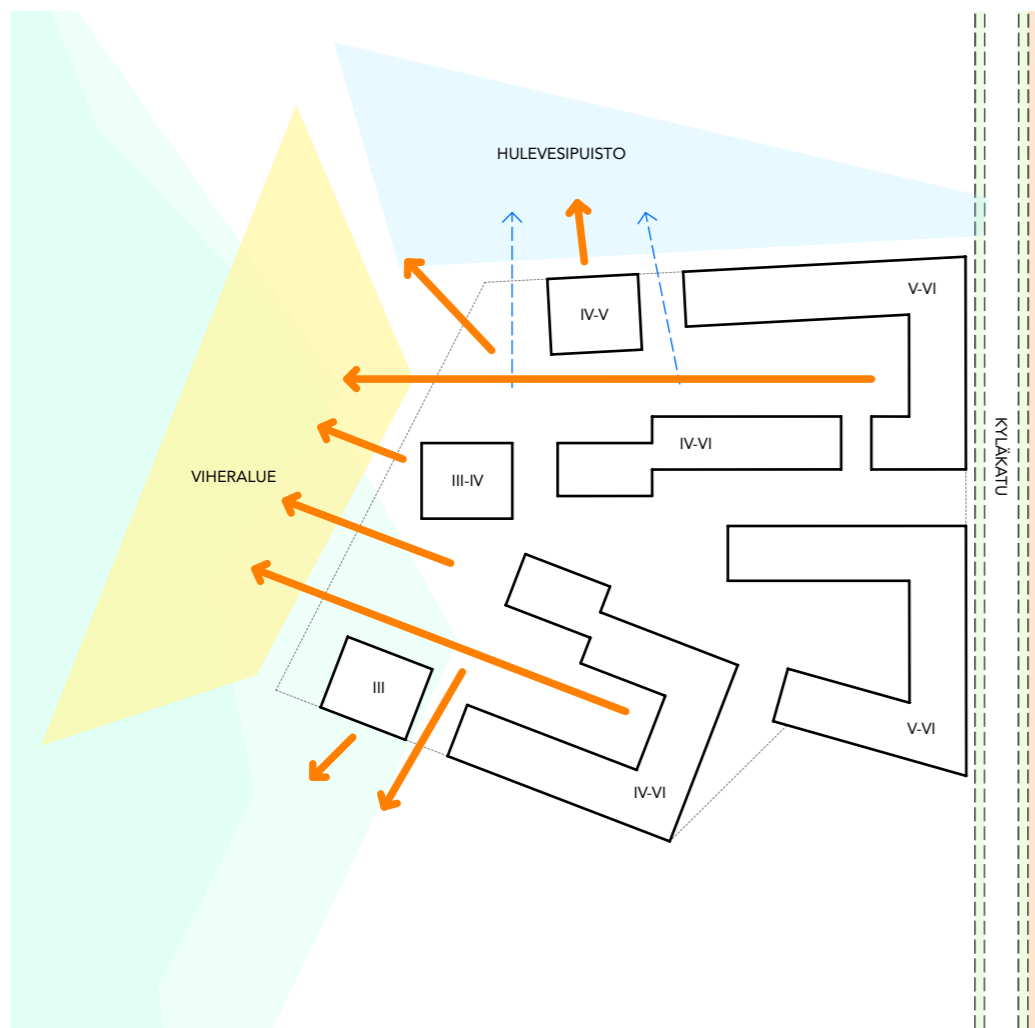 HULEVESIPUISTO
V-VI
IV-V
KYLÄKATU
IV-VI
VIHERALUE
III-IV
III
V-VI
IV-VI